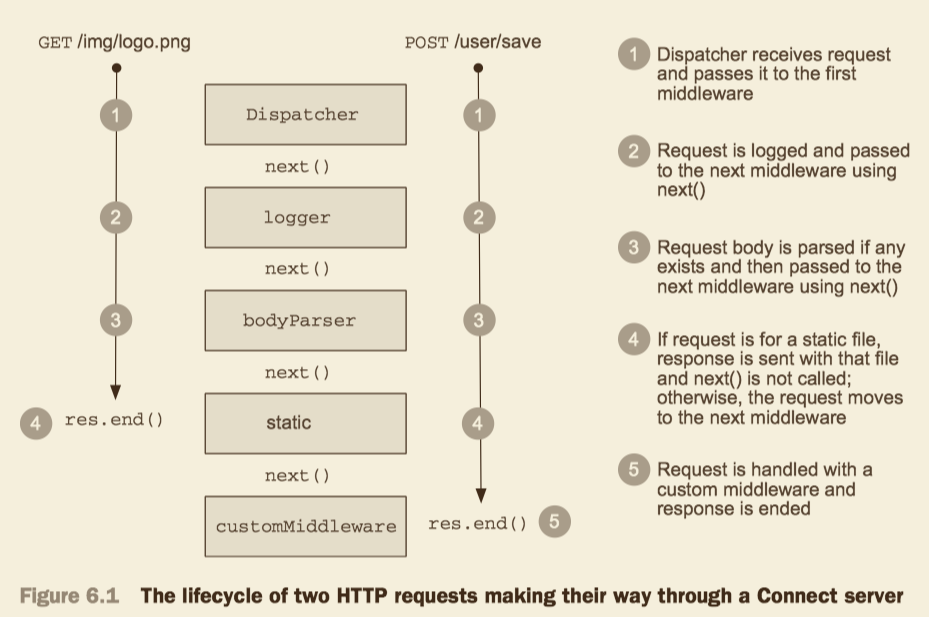 GET /img/logo.png
POST /user/save
1
Dispatcher
1
next()
2
logger
2
next()
3
bodyParser
3
next()
4
res.end()
static
4
next()
customMiddleware
res.end()
5
1 Dispatcher receives request
and passes it to the first
middleware
2 Request is logged and passed
to the next middleware using
next()
3 Request body is parsed if any
exists and then passed to the
next middleware using next()
4 If request is for a static file,
response is sent with that file
and next() is not called;
otherwise, the request moves
to the next middleware
5 Request is handled with a
custom middleware and
response is ended
Figure 6.1 The lifecycle of two HTTP requests making their way through a Connect server